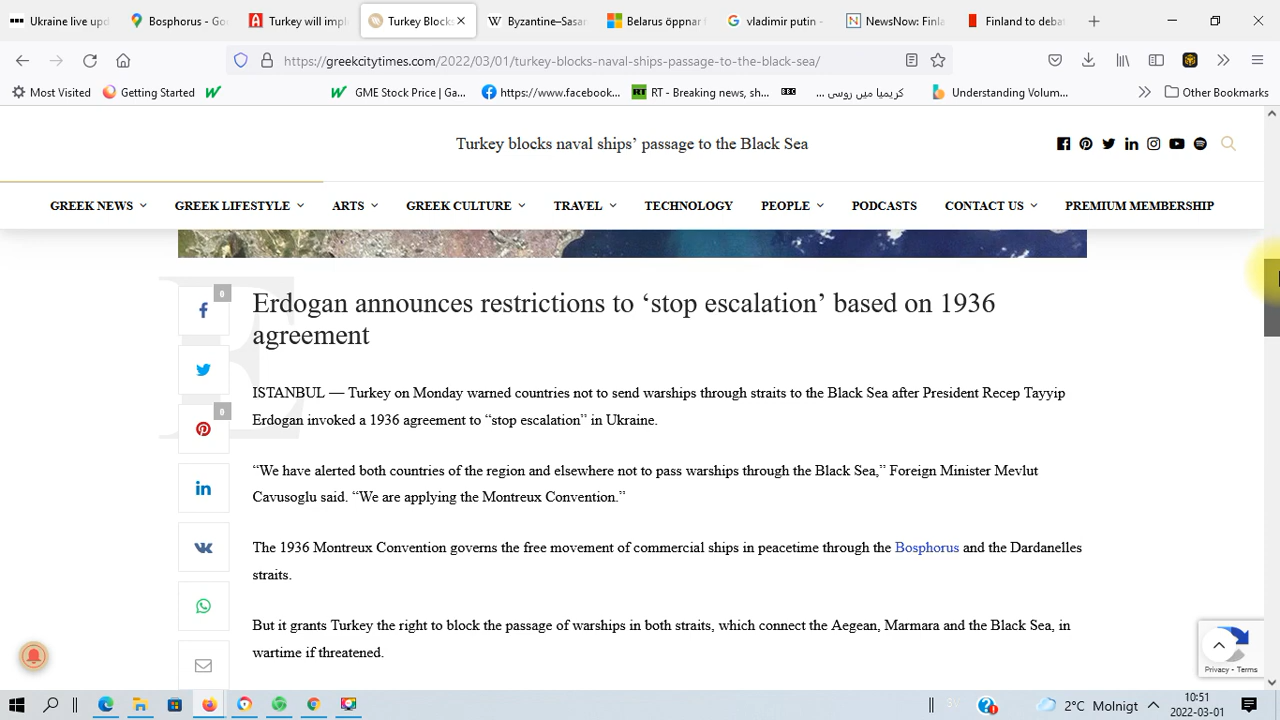 Ukraine live upd
Bosphorus - Go
Turkey will impl
Turkey Blocks
Byzantine–Sasan
Belarus öppnar f
vladimir putin -
NewsNow: Finla
Finland to debat
https://greekcitytimes.com/2022/03/01/turkey-blocks-naval-ships-passage-to-the-black-sea/
Most Visited
Getting Started
GME Stock Price | Ga...
https://www.facebook...
RT - Breaking news, sh...
BBC
کریمیا میں روسی ...
Understanding Volum...
Other Bookmarks
Turkey blocks naval ships’ passage to the Black Sea
GREEK NEWS
GREEK LIFESTYLE
ARTS
GREEK CULTURE
TRAVEL
TECHNOLOGY
PEOPLE
PODCASTS
CONTACT US
PREMIUM MEMBERSHIP
E
0
0
Erdogan announces restrictions to ‘stop escalation’ based on 1936
agreement
ISTANBUL — Turkey on Monday warned countries not to send warships through straits to the Black Sea after President Recep Tayyip
Erdogan invoked a 1936 agreement to “stop escalation” in Ukraine.
“We have alerted both countries of the region and elsewhere not to pass warships through the Black Sea,” Foreign Minister Mevlut
Cavusoglu said. “We are applying the Montreux Convention.”
The 1936 Montreux Convention governs the free movement of commercial ships in peacetime through the Bosphorus and the Dardanelles
straits.
But it grants Turkey the right to block the passage of warships in both straits, which connect the Aegean, Marmara and the Black Sea, in
wartime if threatened.
Privacy - Terms
2°C Molnigt
10:51
2022-03-01